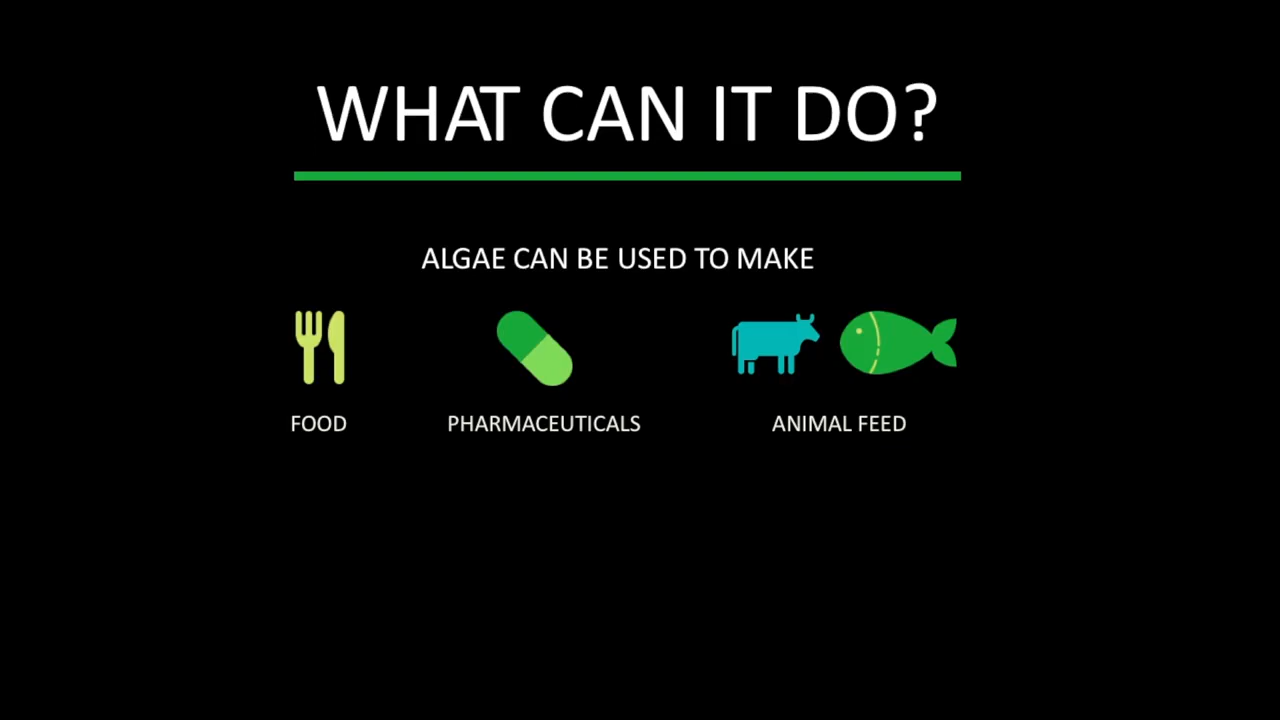 WHAT CAN IT DO?
ALGAE CAN BE USED TO MAKE
FOOD PHARMACEUTICALS ANIMAL FEED